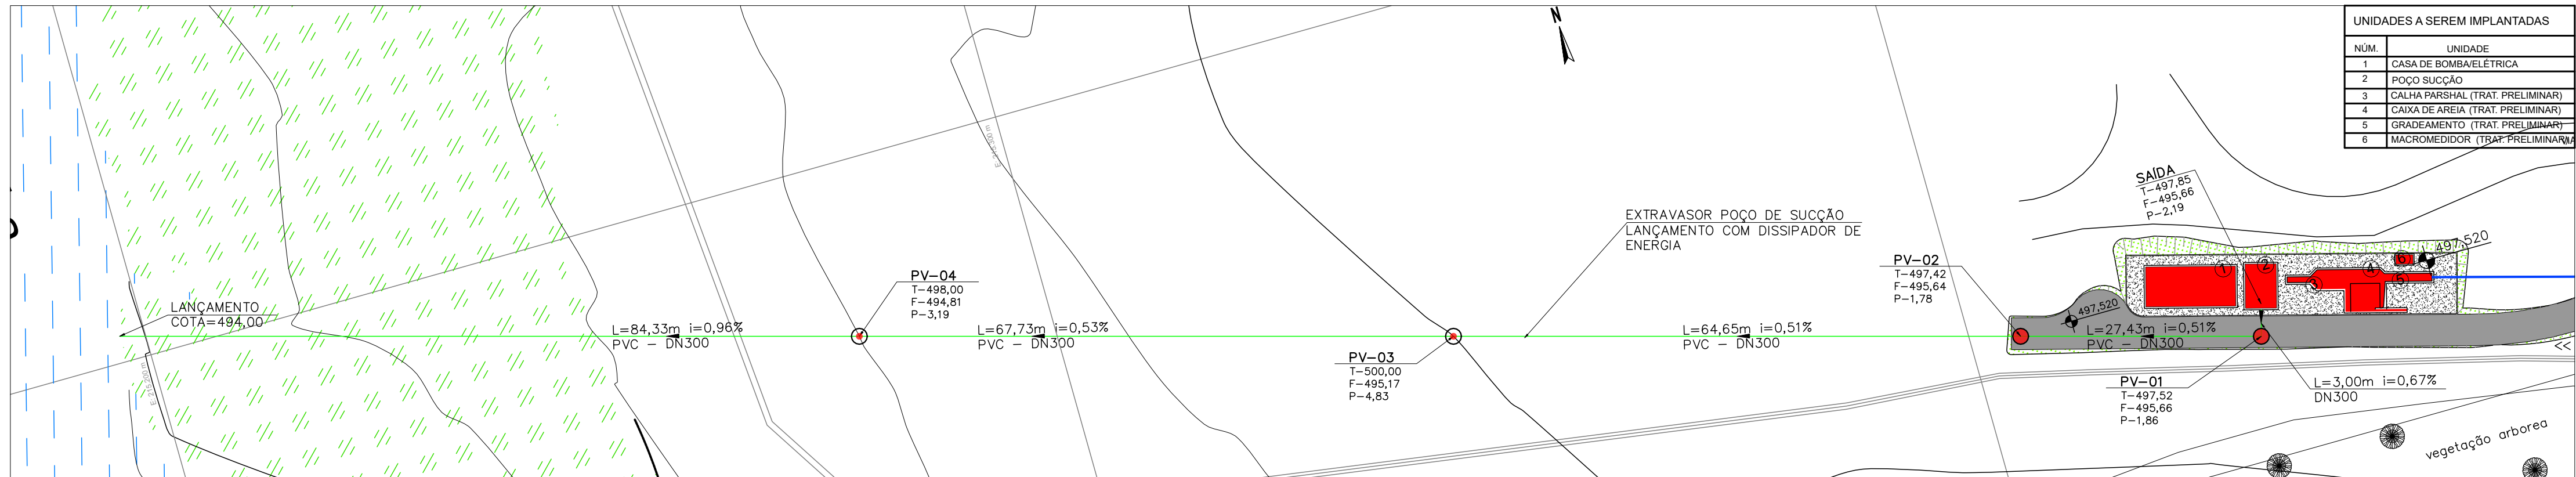 UNIDADES A SEREM IMPLANTADAS
NÚM. UNIDADE
1 CASA DE BOMBA/ELÉTRICA
2 POÇO SUCÇÃO
3 CALHA PARSHAL (TRAT. PRELIMINAR)
4 CAIXA DE AREIA (TRAT. PRELIMINAR)
5 GRADEAMENTO (TRAT. PRELIMINAR)
6 MACROMEDIDOR (TRAT. PRELIMINAR)
N
SAÍDA
T-497,85
F-495,66
P-2,19
EXTRAVASOR POÇO DE SUCÇÃO
LANÇAMENTO COM DISSIPADOR DE
ENERGIA
PV-02
T-497,42
F-495,64
P-1,78
497,520
1
2
3
4
5
6
497,520
PV-04
T-498,00
F-494,81
P-3,19
LANÇAMENTO
COTA=494,00
L=84,33m i=0,96%
PVC - DN300
L=67,73m i=0,53%
PVC - DN300
L=64,65m i=0,51%
PVC - DN300
L=27,43m i=0,51%
PVC - DN300
<<
PV-03
T-500,00
F-495,17
P-4,83
PV-01
T-497,52
F-495,66
P-1,86
L=3,00m i=0,67%
DN300
vegetação arborea